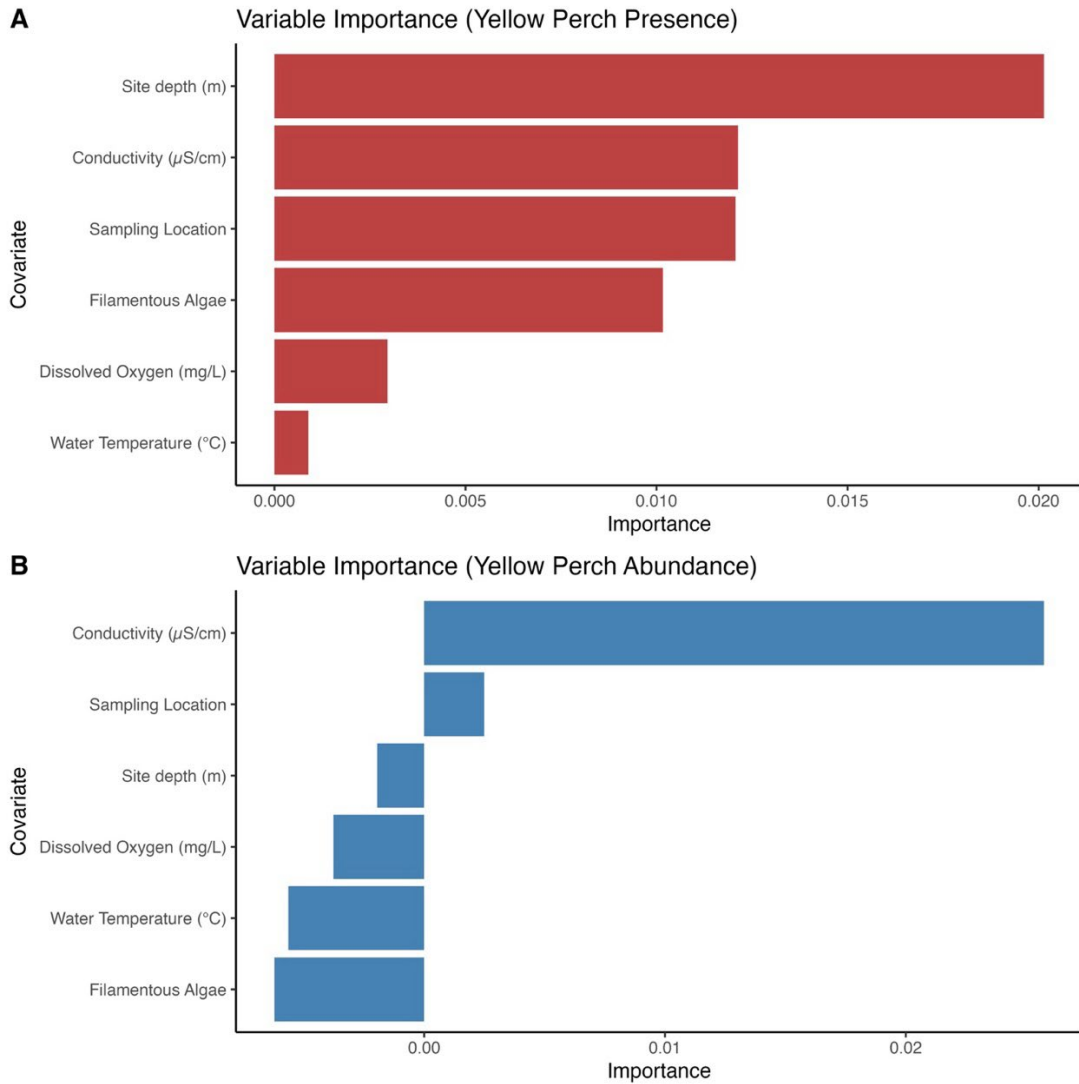 A
Variable Importance (Yellow Perch Presence)
Covariate
Site depth (m)
Conductivity (µS/cm)
Sampling Location
Filamentous Algae
Dissolved Oxygen (mg/L)
Water Temperature (°C)
0.000 0.005 0.010 0.015 0.020
Importance
B
Variable Importance (Yellow Perch Abundance)
Covariate
Conductivity (µS/cm)
Sampling Location
Site depth (m)
Dissolved Oxygen (mg/L)
Water Temperature (°C)
Filamentous Algae
0.00 0.01 0.02
Importance